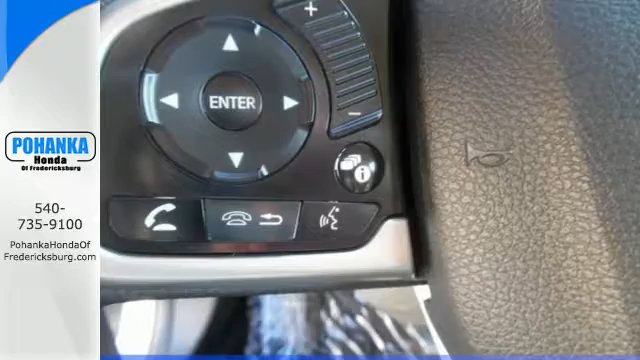 POHANKA
Honda
Of Fredericksburg
540-
735-9100
PohankaHondaOf
Fredericksburg.com
+
ENTER
-
i